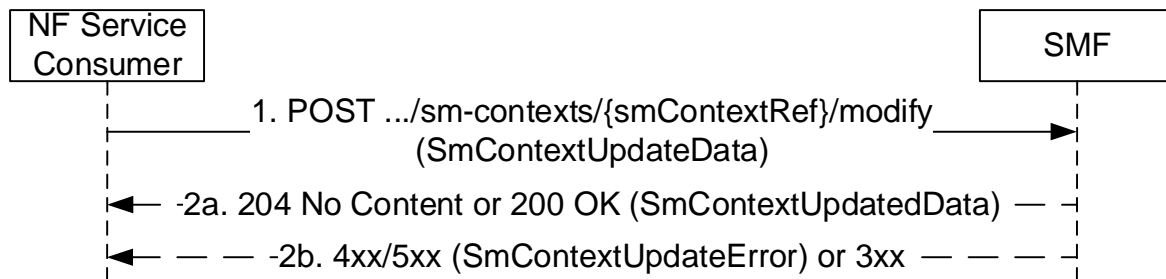 NF Service
Consumer
SMF
1. POST .../sm-contexts/{smContextRef}/modify
(SmContextUpdateData)
2a. 204 No Content or 200 OK (SmContextUpdatedData)
2b. 4xx/5xx (SmContextUpdateError) or 3xx